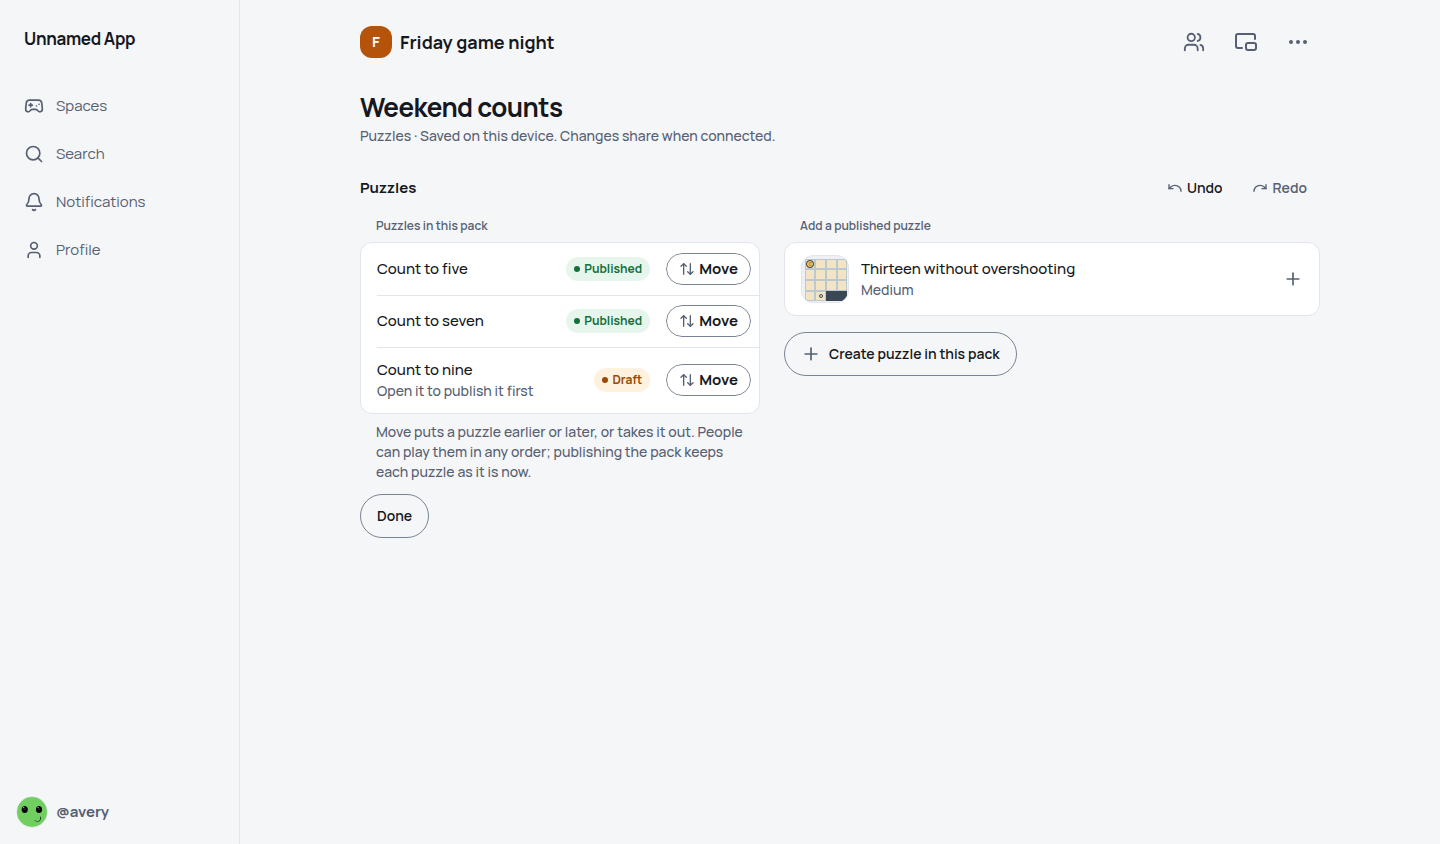 Unnamed App
Spaces
Search
Notifications
Profile
@avery
F
Friday game night
Weekend counts
Puzzles · Saved on this device. Changes share when connected.
Puzzles
Undo
Redo
Puzzles in this pack
Count to five
Published
Move
Count to seven
Published
Move
Count to nine
Open it to publish it first
Draft
Move
Move puts a puzzle earlier or later, or takes it out. People
can play them in any order; publishing the pack keeps
each puzzle as it is now.
Done
Add a published puzzle
Thirteen without overshooting
Medium
Create puzzle in this pack